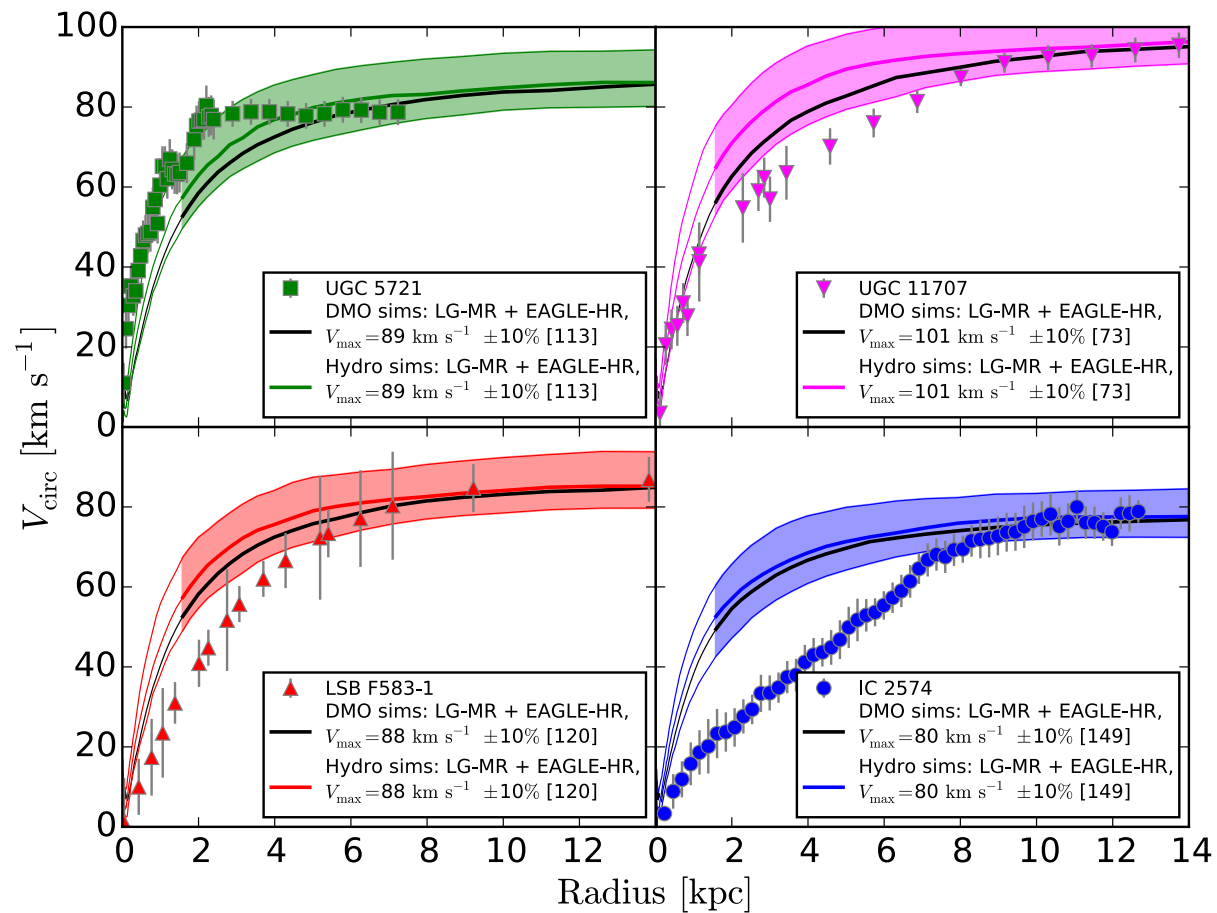 100
80
60
40
20
0
UGC 5721
DMO sims: LG-MR + EAGLE-HR,
Vmax=89 km s⁻¹ ±10% [113]
Hydro sims: LG-MR + EAGLE-HR,
Vmax=89 km s⁻¹ ±10% [113]
UGC 11707
DMO sims: LG-MR + EAGLE-HR,
Vmax=101 km s⁻¹ ±10% [73]
Hydro sims: LG-MR + EAGLE-HR,
Vmax=101 km s⁻¹ ±10% [73]
Vcirc [km s⁻¹]
80
60
40
20
0
LSB F583-1
DMO sims: LG-MR + EAGLE-HR,
Vmax=88 km s⁻¹ ±10% [120]
Hydro sims: LG-MR + EAGLE-HR,
Vmax=88 km s⁻¹ ±10% [120]
IC 2574
DMO sims: LG-MR + EAGLE-HR,
Vmax=80 km s⁻¹ ±10% [149]
Hydro sims: LG-MR + EAGLE-HR,
Vmax=80 km s⁻¹ ±10% [149]
0 2 4 6 8 10 12 0 2 4 6 8 10 12 14
Radius [kpc]